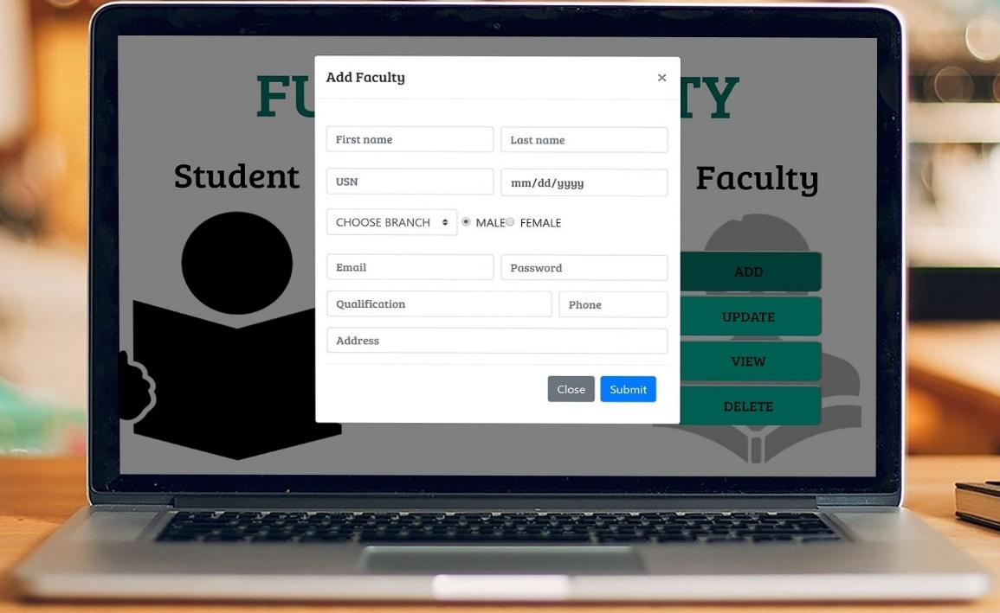 Add Faculty ×
FU TY
First name Last name
Student Faculty
USN mm/dd/yyyy
CHOOSE BRANCH MALE FEMALE
Email Password
ADD
Qualification Phone
UPDATE
Address
VIEW
Close Submit
DELETE